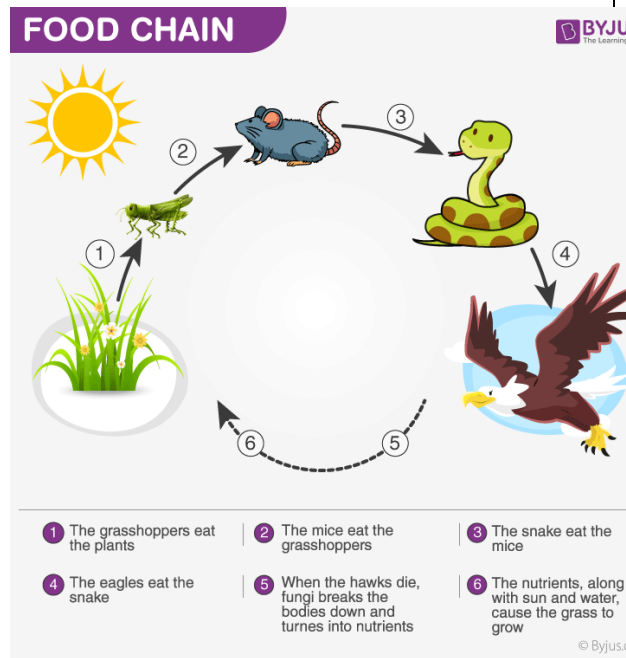 FOOD CHAIN
BYJU
The Learning
1
2
3
4
5
6
1 The grasshoppers eat
the plants
2 The mice eat the
grasshoppers
3 The snake eat the
mice
4 The eagles eat the
snake
5 When the hawks die,
fungi breaks the
bodies down and
turnes into nutrients
6 The nutrients, along
with sun and water,
cause the grass to
grow
© Byjus.c